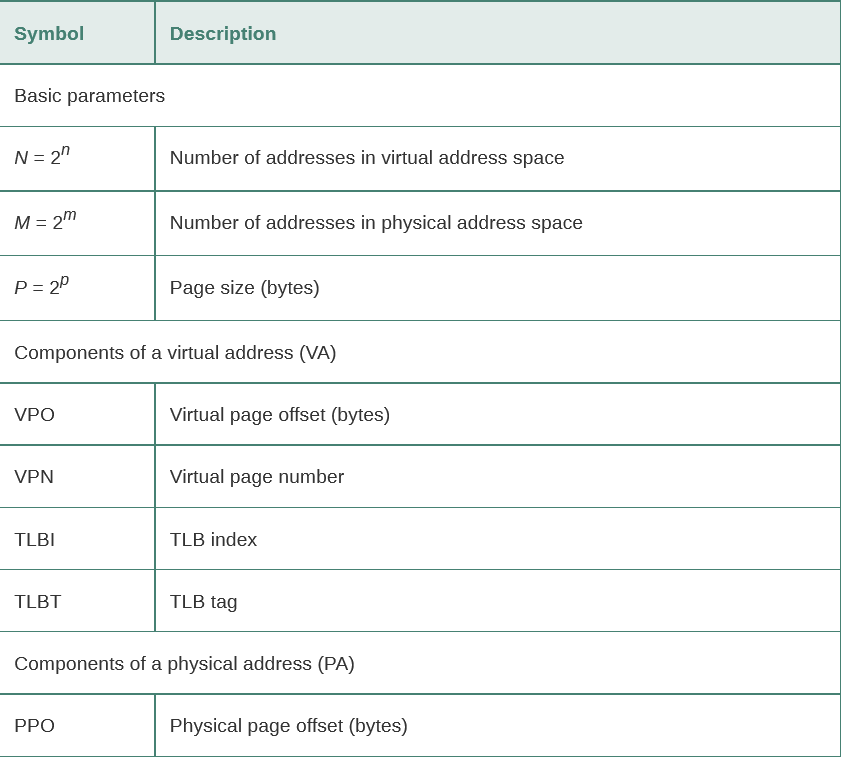 Symbol Description
Basic parameters
N = 2^n Number of addresses in virtual address space
M = 2^m Number of addresses in physical address space
P = 2^p Page size (bytes)
Components of a virtual address (VA)
VPO Virtual page offset (bytes)
VPN Virtual page number
TLBI TLB index
TLBT TLB tag
Components of a physical address (PA)
PPO Physical page offset (bytes)